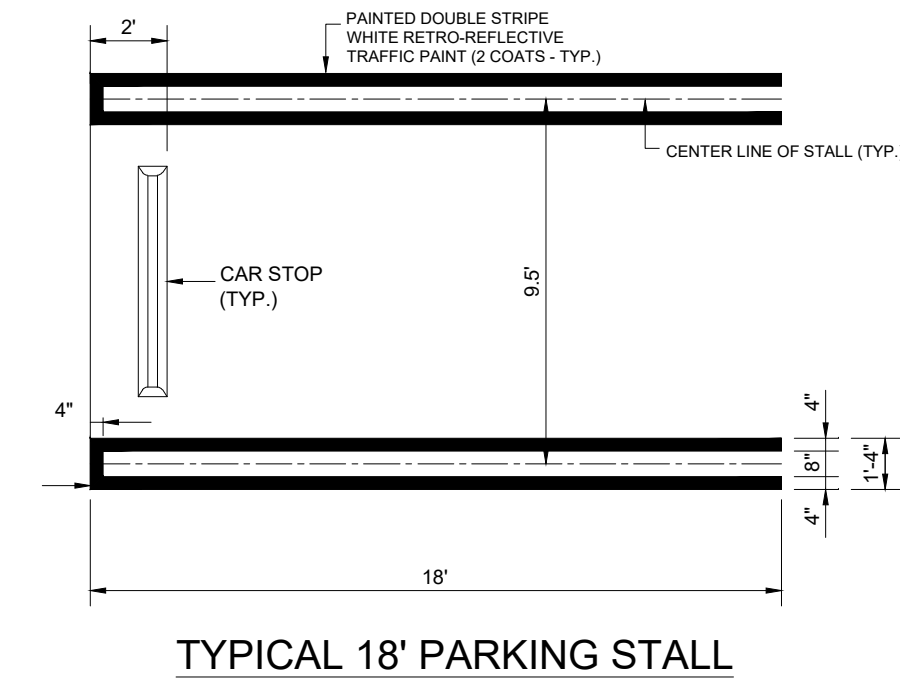 2'
PAINTED DOUBLE STRIPE
WHITE RETRO-REFLECTIVE
TRAFFIC PAINT (2 COATS - TYP.)
CENTER LINE OF STALL (TYP.)
CAR STOP
(TYP.)
9.5'
4"
4"
8"
1'-4"
4"
18'
TYPICAL 18' PARKING STALL